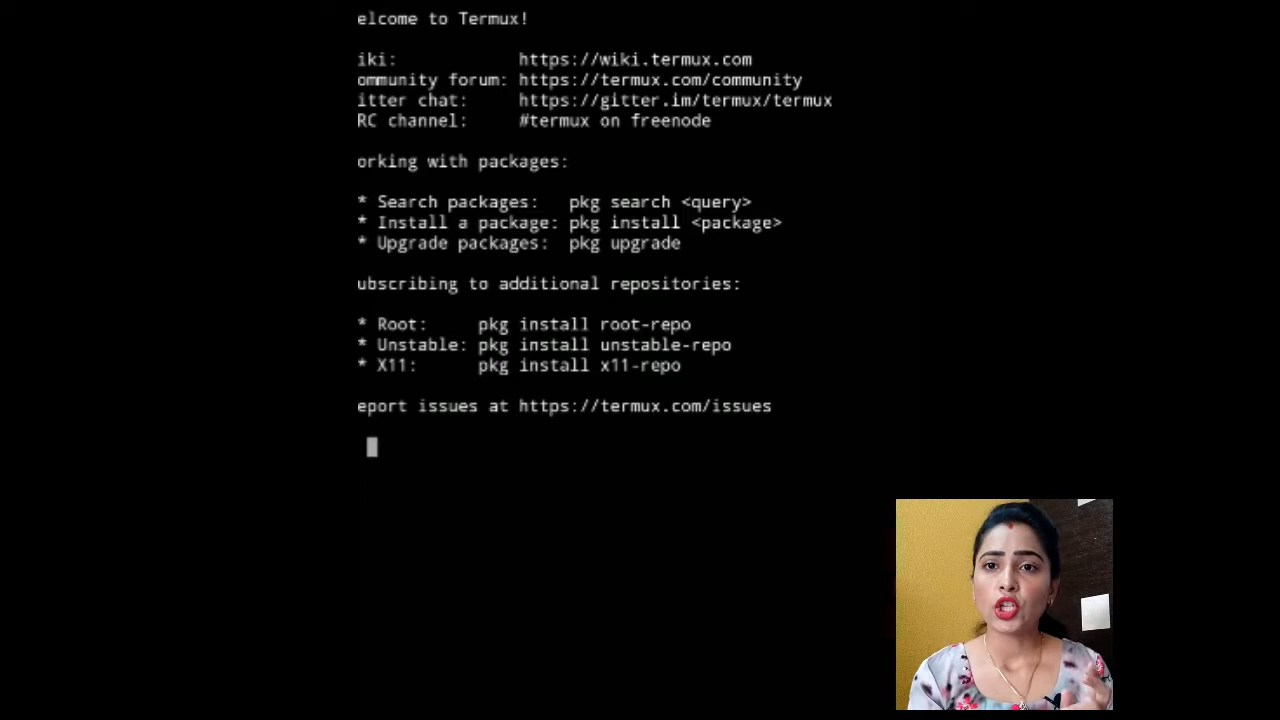 elcome to Termux!
iki: https://wiki.termux.com
ommunity forum: https://termux.com/community
itter chat: https://gitter.im/termux/termux
RC channel: #termux on freenode
orking with packages:
* Search packages: pkg search <query>
* Install a package: pkg install <package>
* Upgrade packages: pkg upgrade
ubscribing to additional repositories:
* Root: pkg install root-repo
* Unstable: pkg install unstable-repo
* X11: pkg install x11-repo
eport issues at https://termux.com/issues